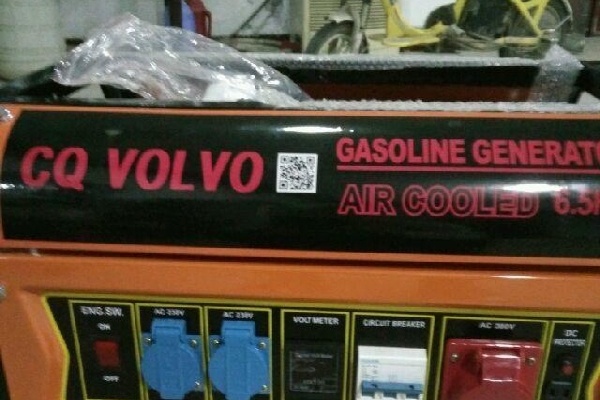 CQ VOLVO
GASOLINE GENERATO
AIR COOLED 6.5/
ENG.SW.
ON
OFF
AC 230V
AC 230V
VOLT METER
CIRCUIT BREAKER
AC 380V
DC
PROTECTOR